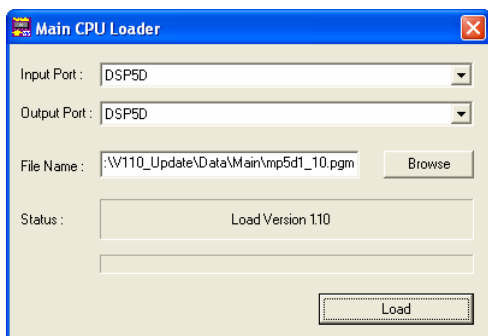 Main CPU Loader
Input Port : DSP5D
Output Port : DSP5D
File Name : :\V110_Update\Data\Main\mp5d1_10.pgm Browse
Status : Load Version 1.10
Load